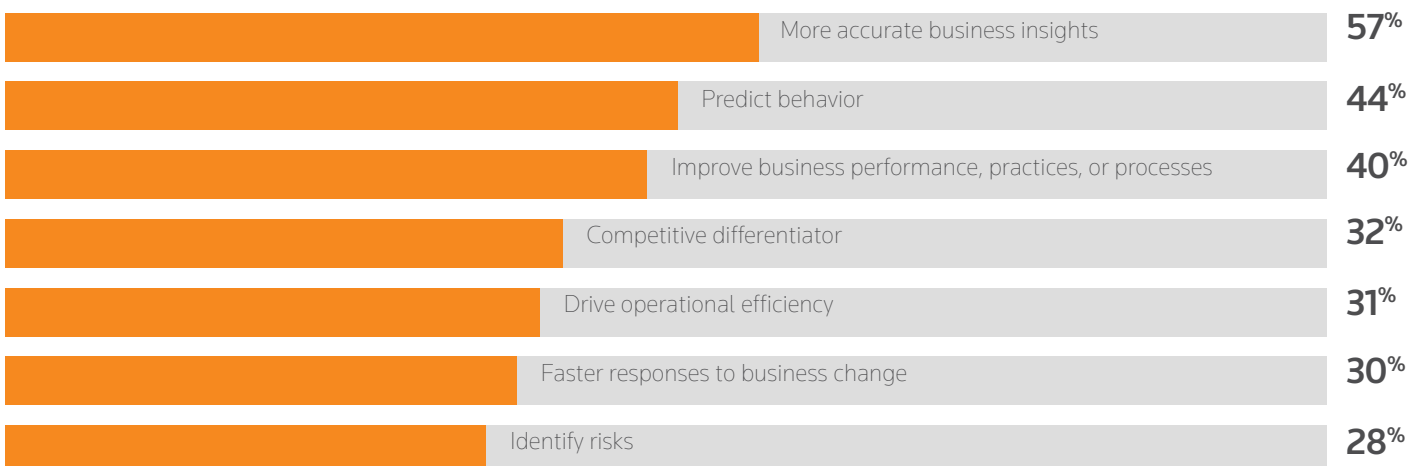 More accurate business insights 57%
Predict behavior 44%
Improve business performance, practices, or processes 40%
Competitive differentiator 32%
Drive operational efficiency 31%
Faster responses to business change 30%
Identify risks 28%